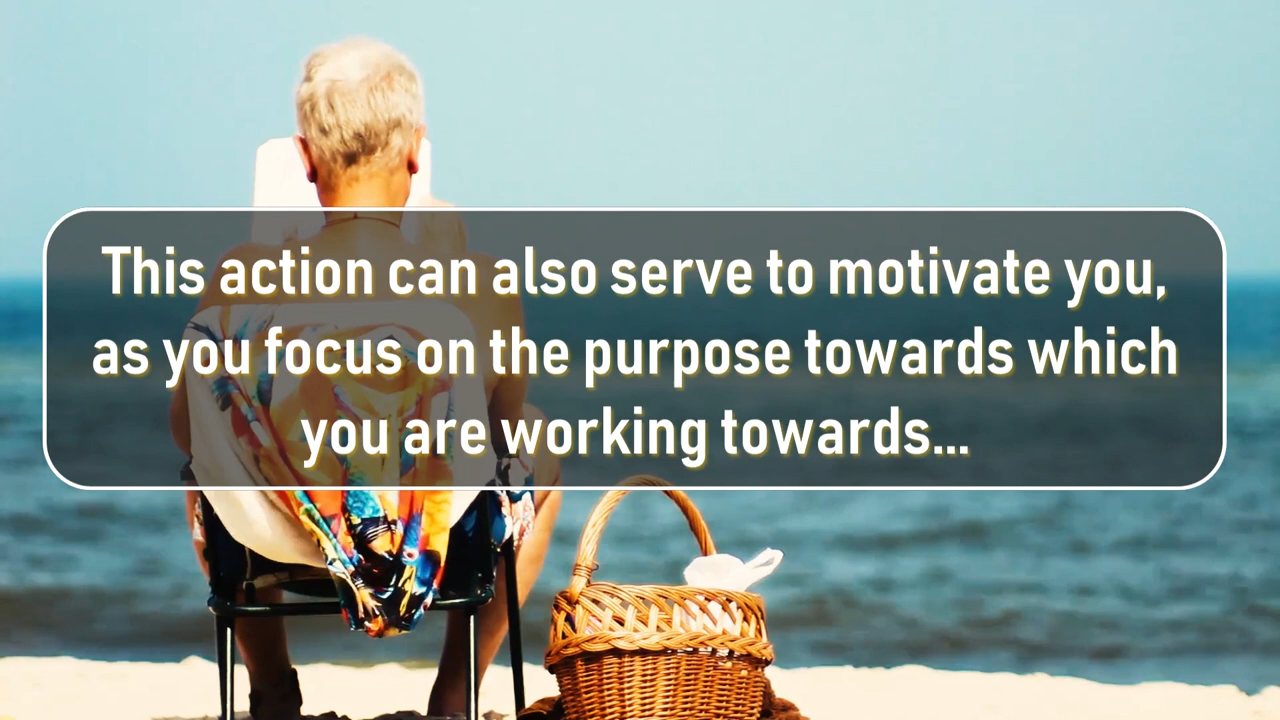 This action can also serve to motivate you,
as you focus on the purpose towards which
you are working towards...